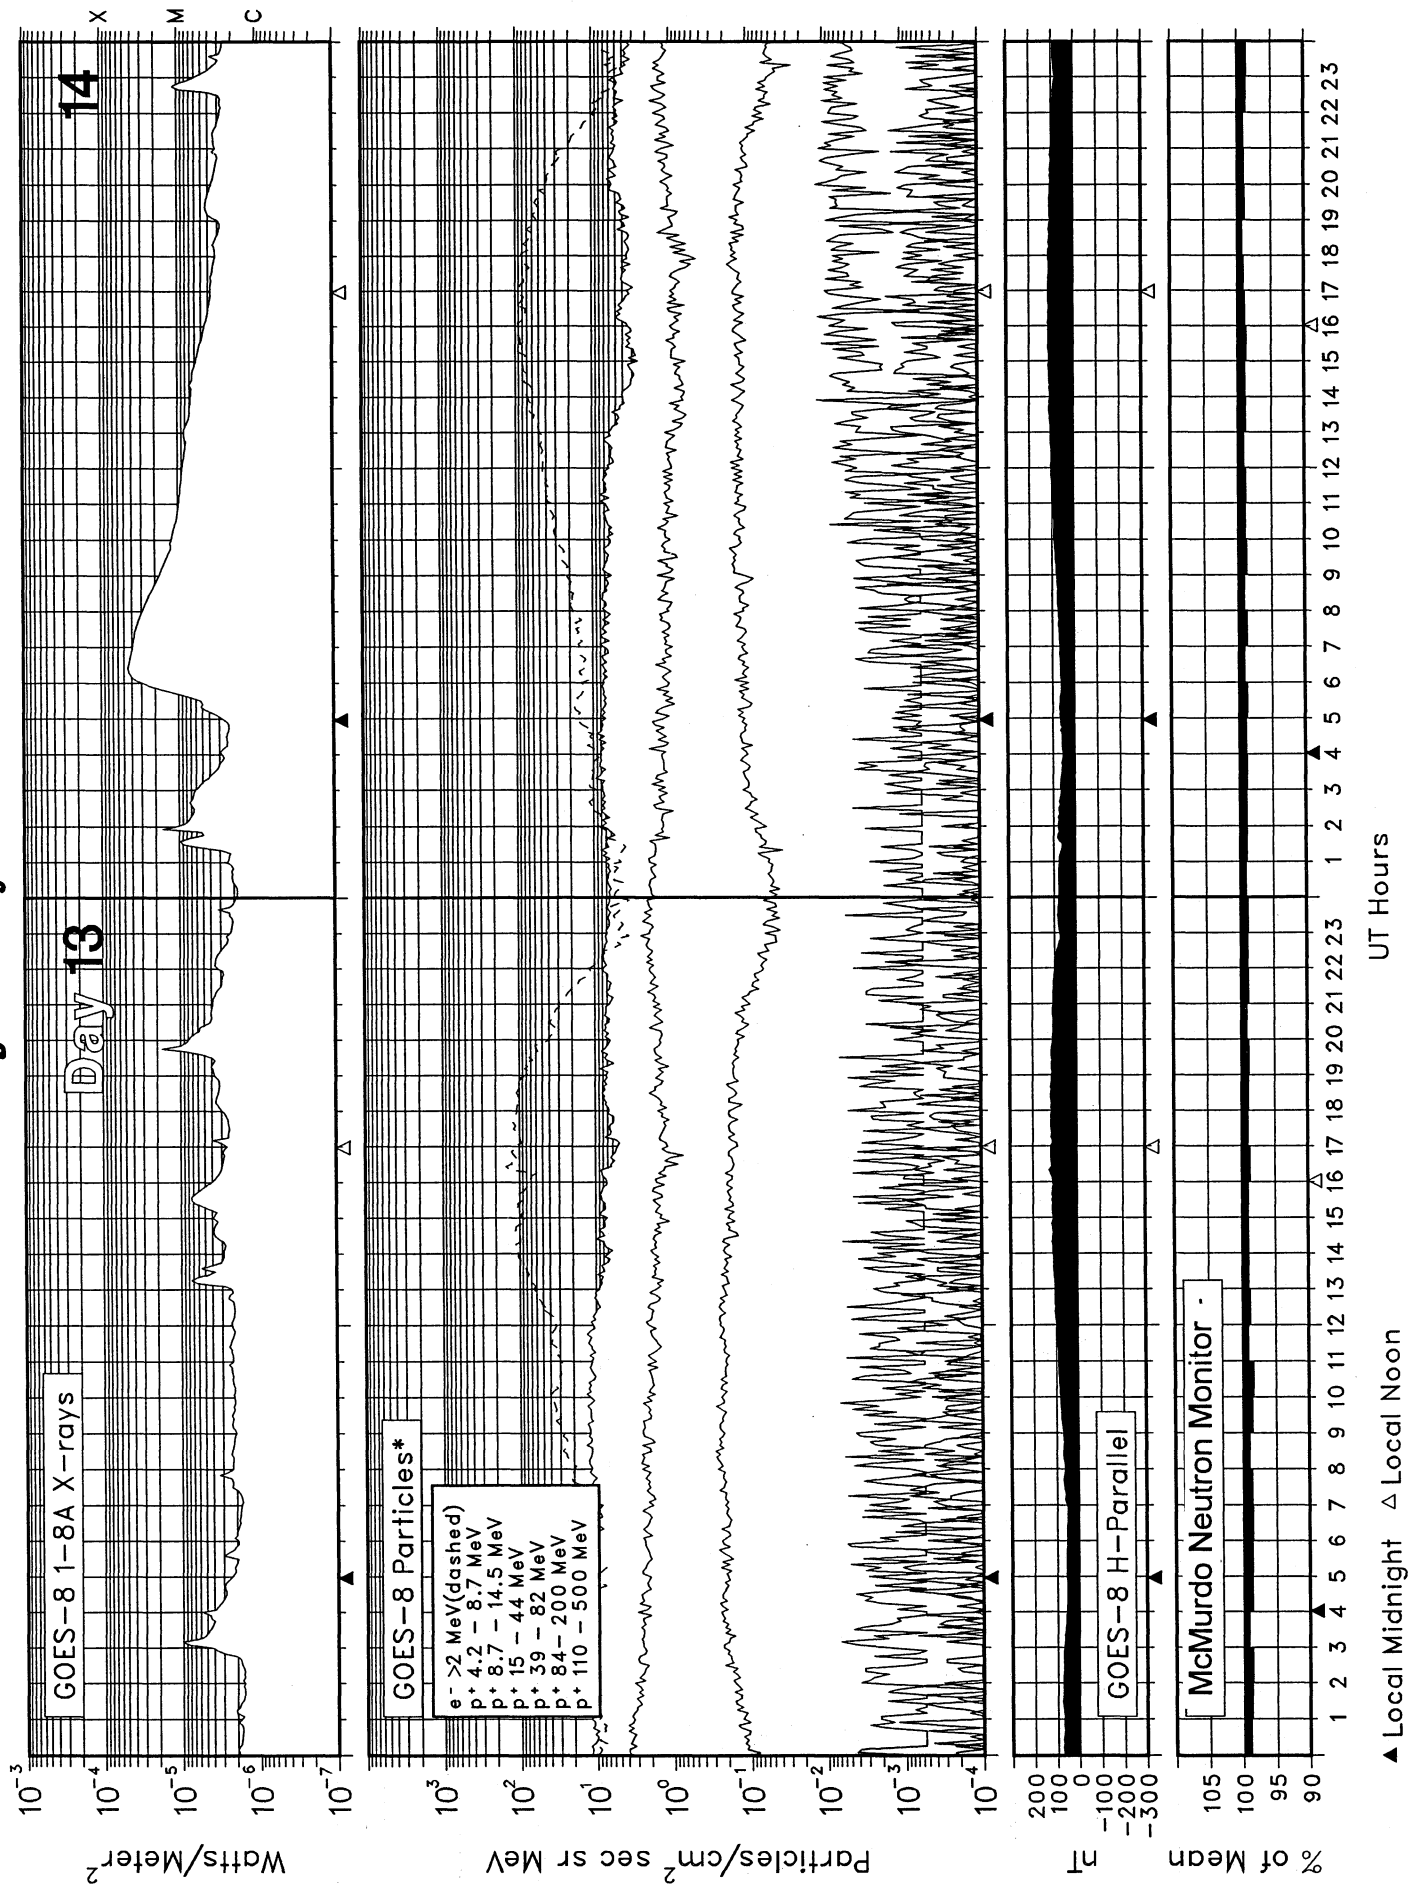 Day 13
14
GOES-8 1-8A X-rays
10⁻³
10⁻⁴
10⁻⁵
10⁻⁶
10⁻⁷
Watts/Meter²
X
M
C
GOES-8 Particles*
e⁻ >2 MeV(dashed)
p⁺ 4.2 - 8.7 MeV
p⁺ 8.7 - 14.5 MeV
p⁺ 15 - 44 MeV
p⁺ 39 - 82 MeV
p⁺ 84 - 200 MeV
p⁺ 110 - 500 MeV
10³
10²
10¹
10⁰
10⁻¹
10⁻²
10⁻³
10⁻⁴
Particles/cm² sec sr MeV
GOES-8 H-Parallel
200
100
0
-100
-200
-300
nT
McMurdo Neutron Monitor -
105
100
95
90
% of Mean
1 2 3 4 5 6 7 8 9 10 11 12 13 14 15 16 17 18 19 20 21 22 23
1 2 3 4 5 6 7 8 9 10 11 12 13 14 15 16 17 18 19 20 21 22 23
UT Hours
▲ Local Midnight △ Local Noon